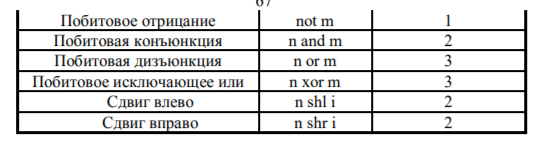 67
Побитовое отрицание not m 1
Побитовая конъюнкция n and m 2
Побитовая дизъюнкция n or m 3
Побитовое исключающее или n xor m 3
Сдвиг влево n shl i 2
Сдвиг вправо n shr i 2